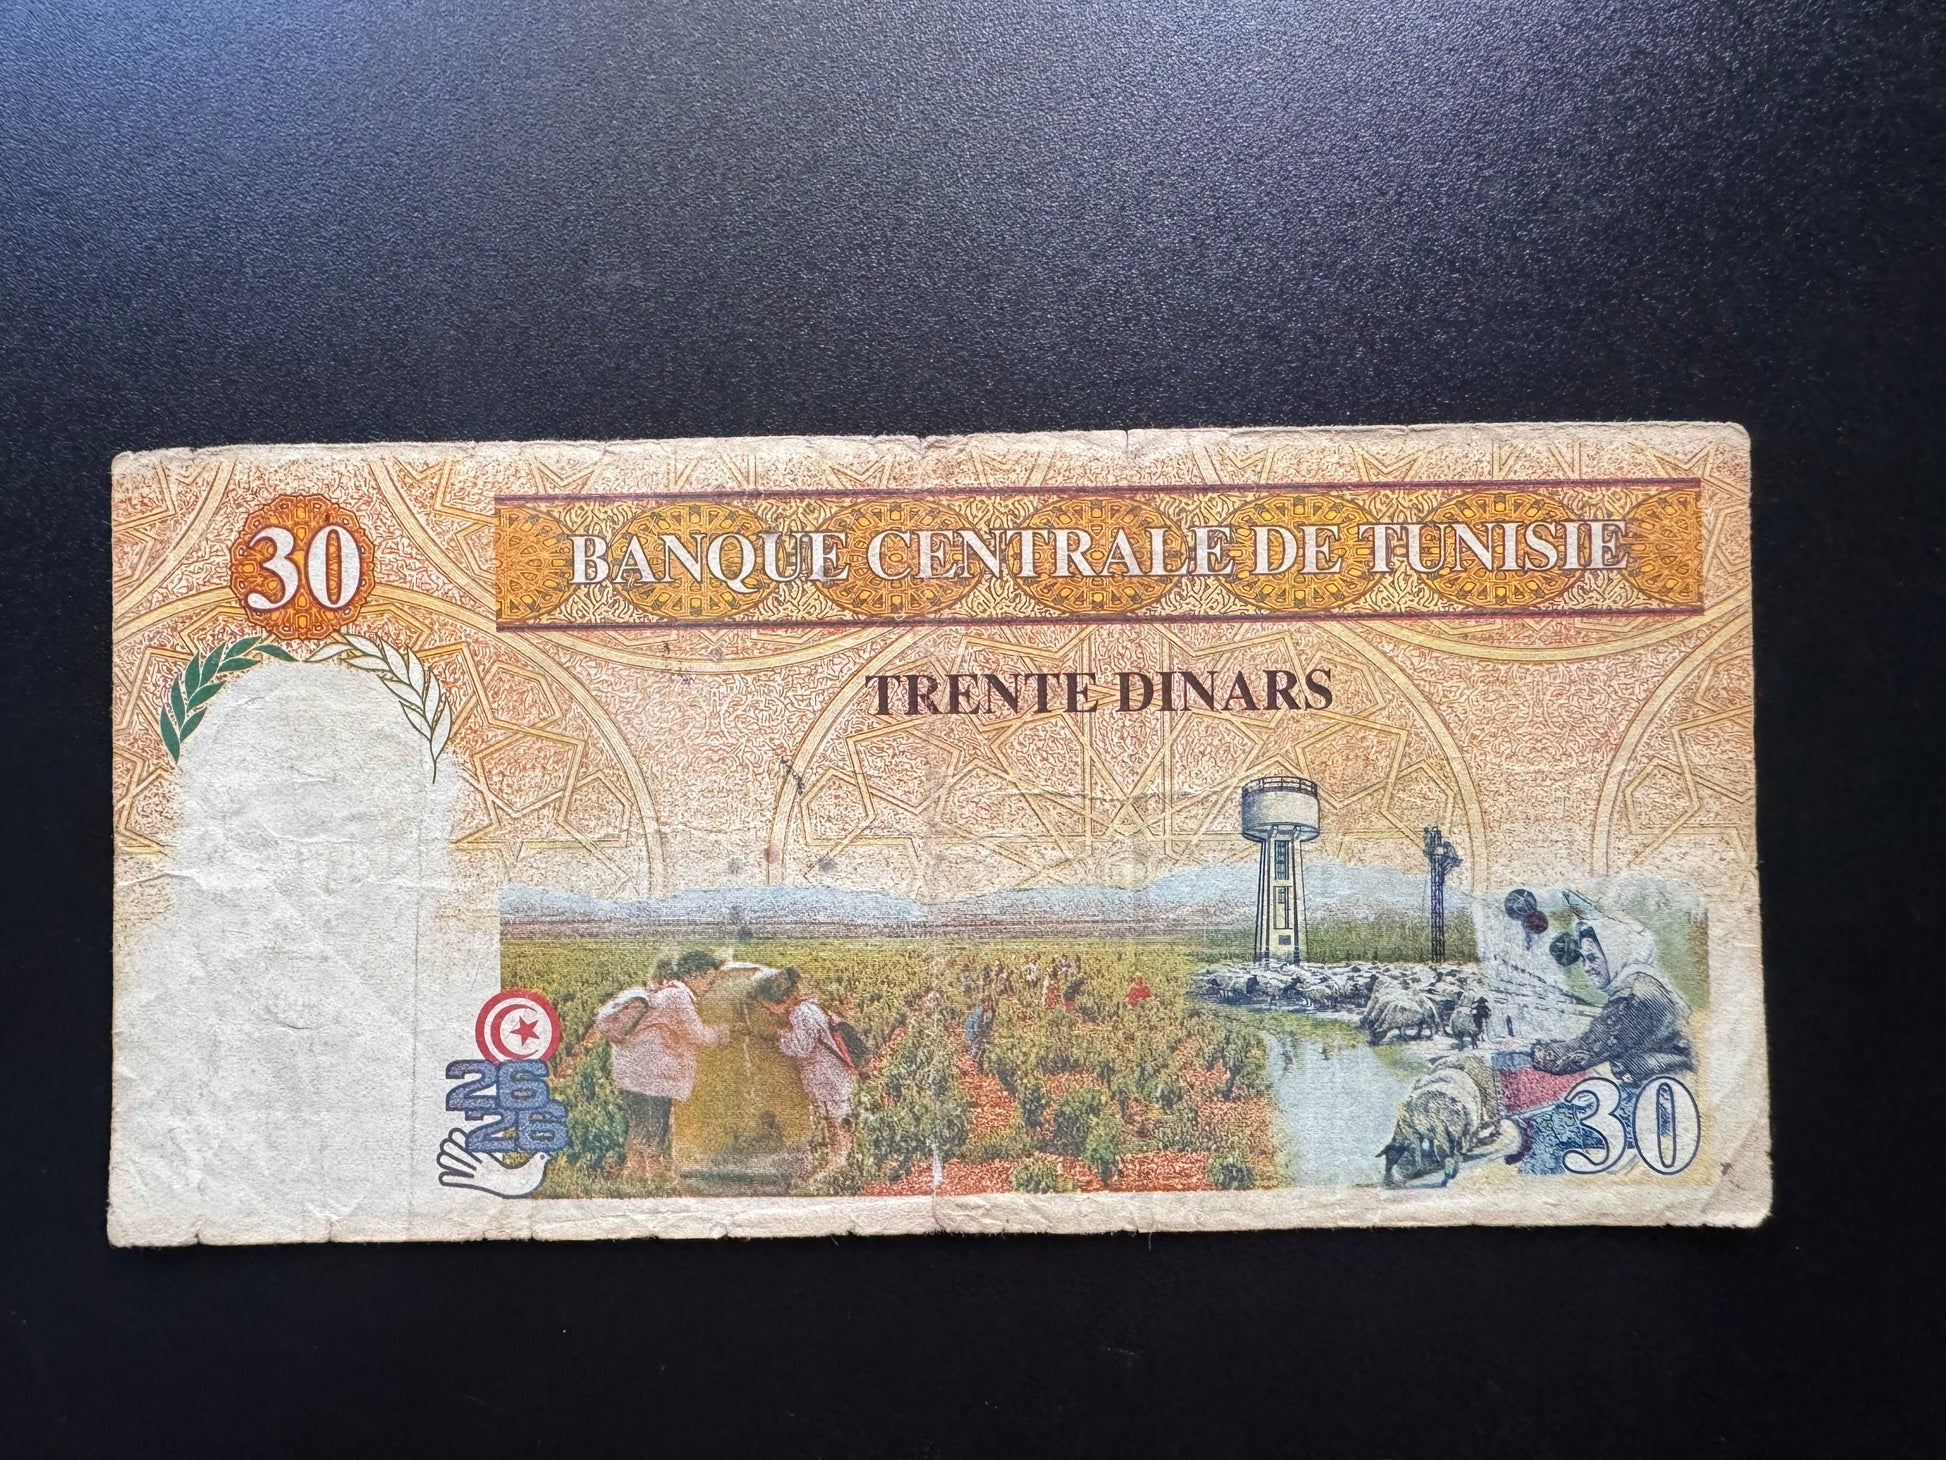 30
BANQUE CENTRALE DE TUNISIE
TRENTE DINARS
26
26
30